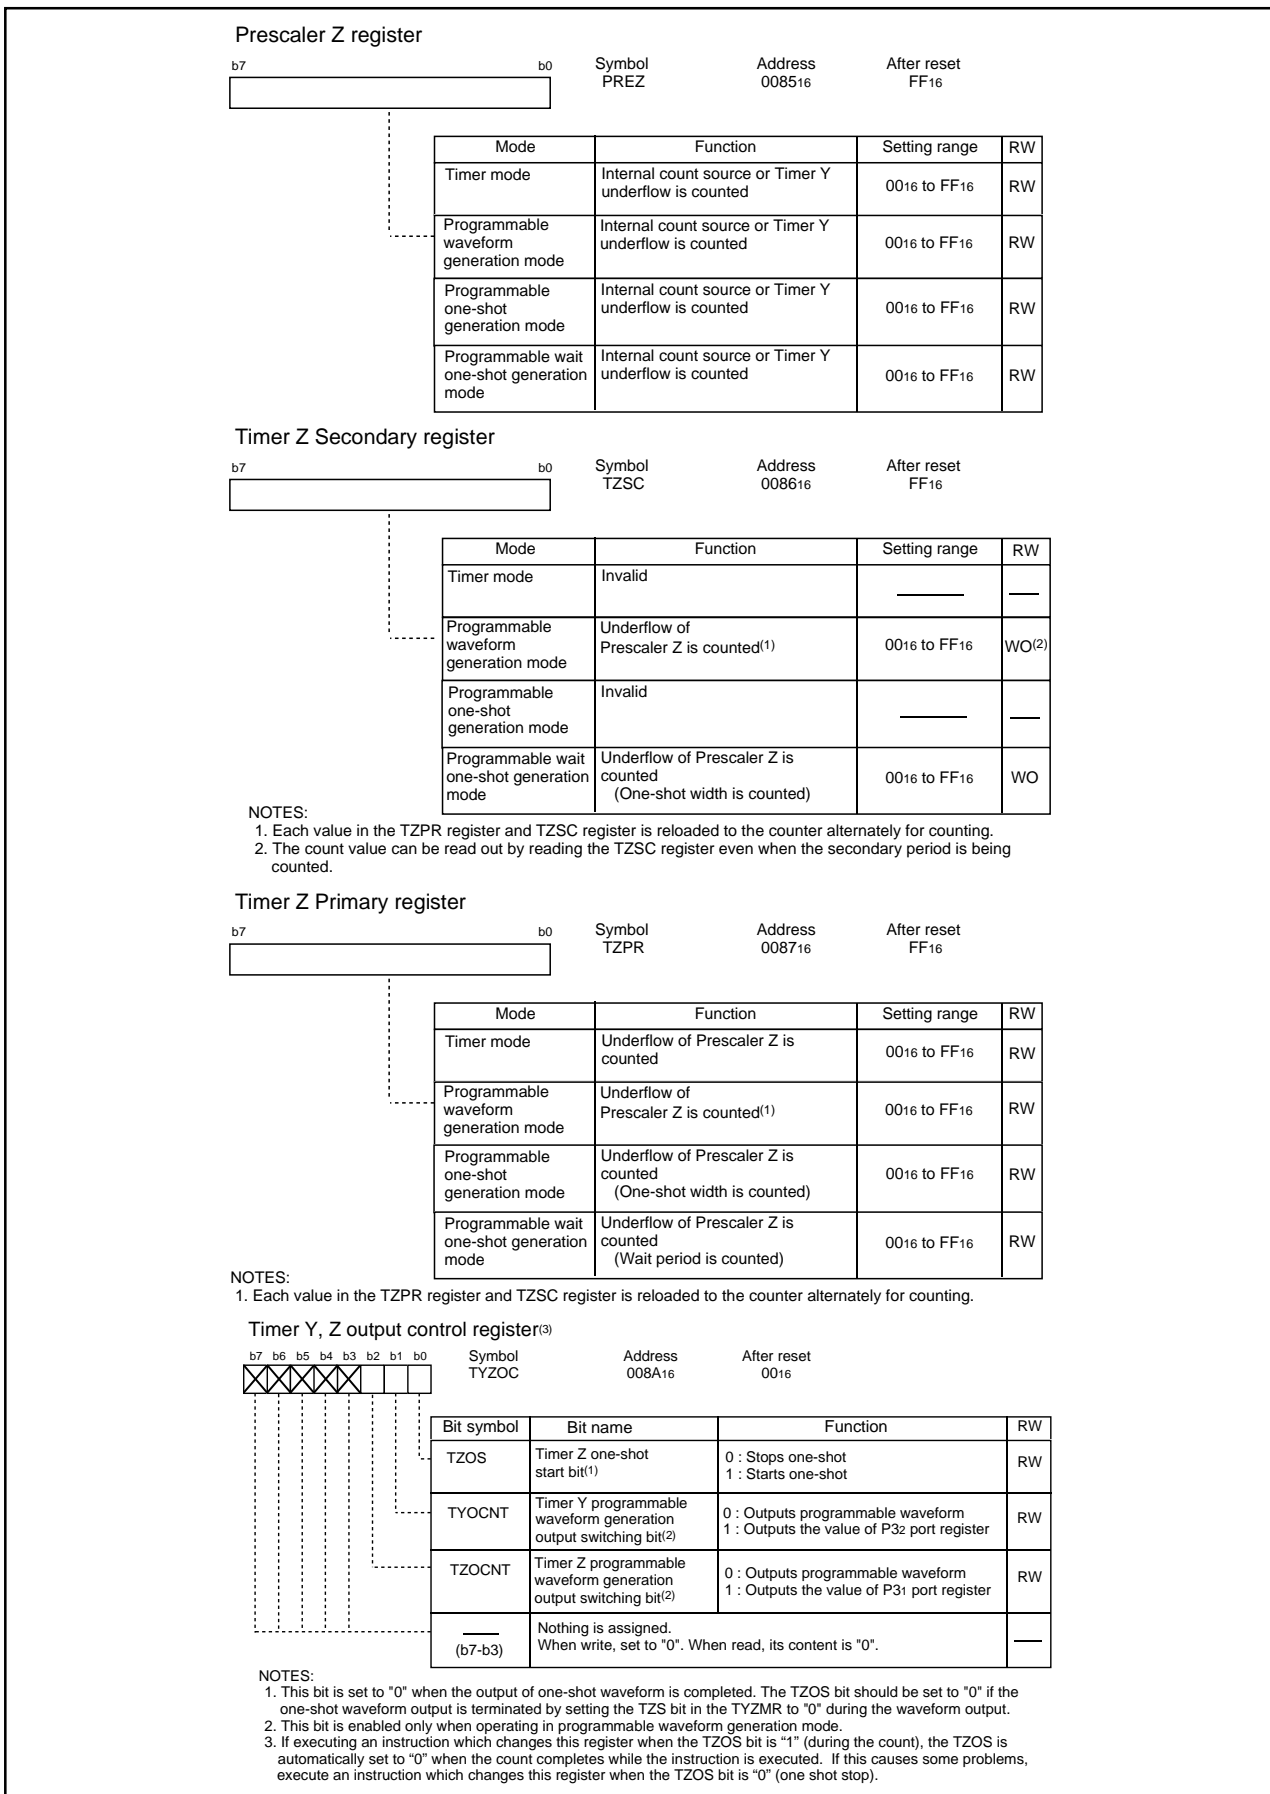 Prescaler Z register
b7 b0 Symbol Address After reset
PREZ 008516 FF16
Mode Function Setting range RW
Timer mode Internal count source or Timer Y
underflow is counted 0016 to FF16 RW
Programmable Internal count source or Timer Y
waveform underflow is counted 0016 to FF16 RW
generation mode
Programmable Internal count source or Timer Y
one-shot underflow is counted 0016 to FF16 RW
generation mode
Programmable wait Internal count source or Timer Y
one-shot generation underflow is counted 0016 to FF16 RW
mode
Timer Z Secondary register
b7 b0 Symbol Address After reset
TZSC 008616 FF16
Mode Function Setting range RW
Timer mode Invalid
Programmable Underflow of
waveform Prescaler Z is counted(1) 0016 to FF16 WO(2)
generation mode
Programmable Invalid
one-shot
generation mode
Programmable wait Underflow of Prescaler Z is
one-shot generation counted 0016 to FF16 WO
mode (One-shot width is counted)
NOTES:
1. Each value in the TZPR register and TZSC register is reloaded to the counter alternately for counting.
2. The count value can be read out by reading the TZSC register even when the secondary period is being
counted.
Timer Z Primary register
b7 b0 Symbol Address After reset
TZPR 008716 FF16
Mode Function Setting range RW
Timer mode Underflow of Prescaler Z is
counted 0016 to FF16 RW
Programmable Underflow of
waveform Prescaler Z is counted(1) 0016 to FF16 RW
generation mode
Programmable Underflow of Prescaler Z is
one-shot counted 0016 to FF16 RW
generation mode (One-shot width is counted)
Programmable wait Underflow of Prescaler Z is
one-shot generation counted 0016 to FF16 RW
mode (Wait period is counted)
NOTES:
1. Each value in the TZPR register and TZSC register is reloaded to the counter alternately for counting.
Timer Y, Z output control register(3)
b7 b6 b5 b4 b3 b2 b1 b0 Symbol Address After reset
TYZOC 008A16 0016
Bit symbol Bit name Function RW
TZOS Timer Z one-shot 0 : Stops one-shot RW
start bit(1) 1 : Starts one-shot
TYOCNT Timer Y programmable
waveform generation 0 : Outputs programmable waveform RW
output switching bit(2) 1 : Outputs the value of P32 port register
TZOCNT Timer Z programmable
waveform generation 0 : Outputs programmable waveform RW
output switching bit(2) 1 : Outputs the value of P31 port register
Nothing is assigned.
(b7-b3) When write, set to "0". When read, its content is "0".
NOTES:
1. This bit is set to "0" when the output of one-shot waveform is completed. The TZOS bit should be set to "0" if the
one-shot waveform output is terminated by setting the TZS bit in the TYZMR to "0" during the waveform output.
2. This bit is enabled only when operating in programmable waveform generation mode.
3. If executing an instruction which changes this register when the TZOS bit is “1” (during the count), the TZOS is
automatically set to “0” when the count completes while the instruction is executed. If this causes some problems,
execute an instruction which changes this register when the TZOS bit is “0” (one shot stop).